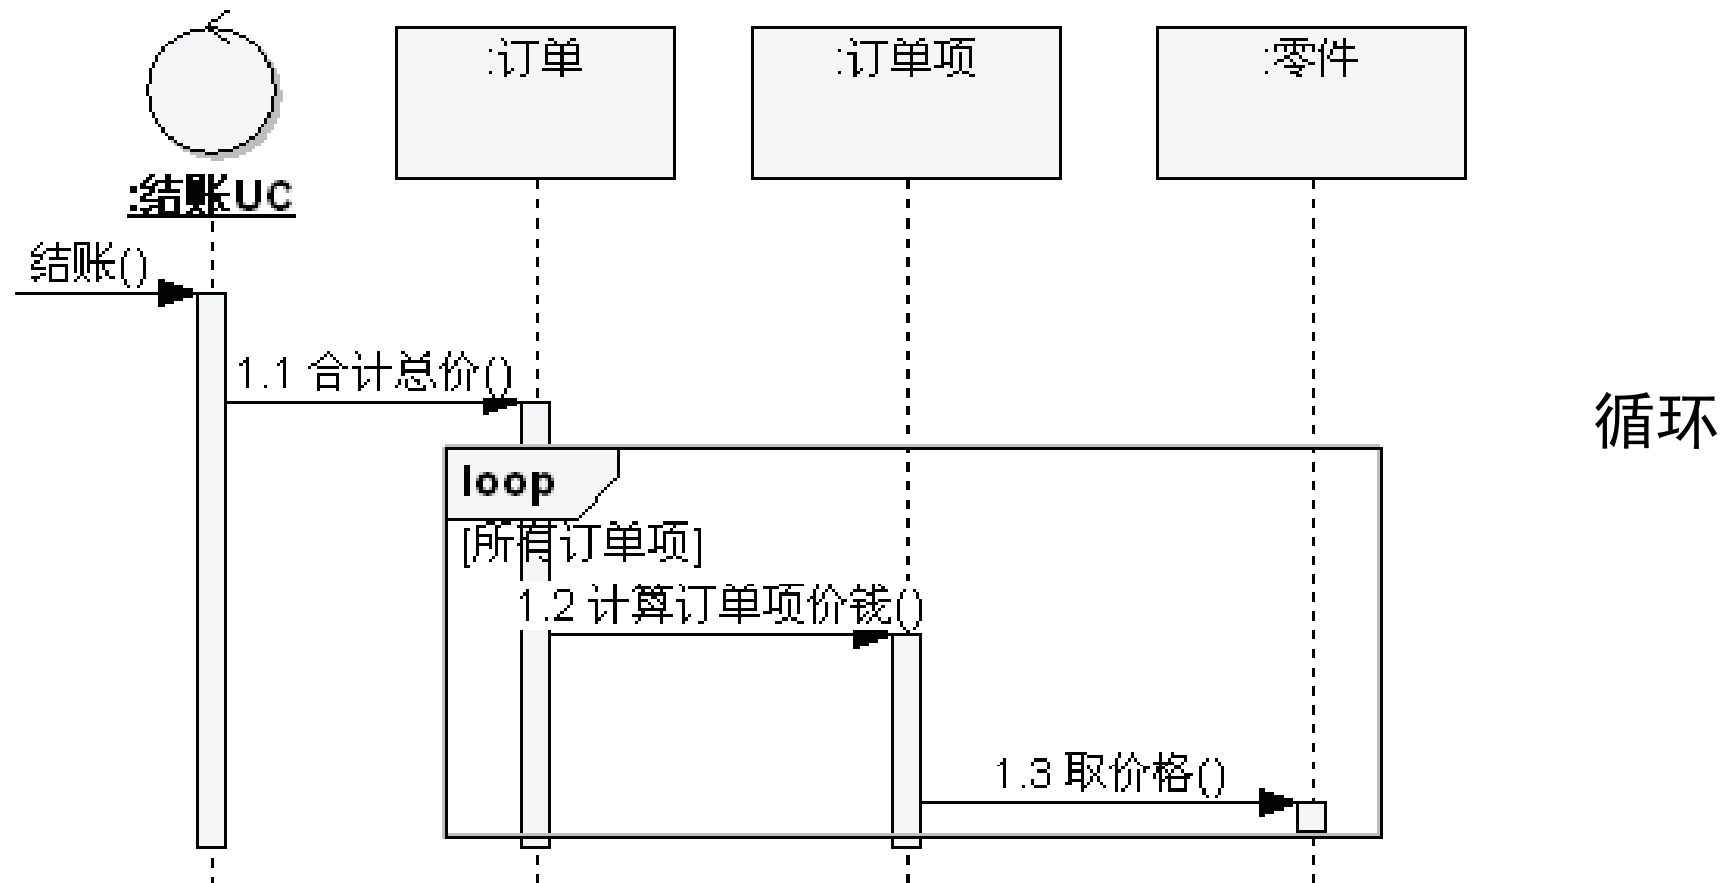 :订单
:订单项
:零件
:结账UC
结账()
1.1 合计总价()
循环
loop
[所有订单项]
1.2 计算订单项价钱()
1.3 取价格()